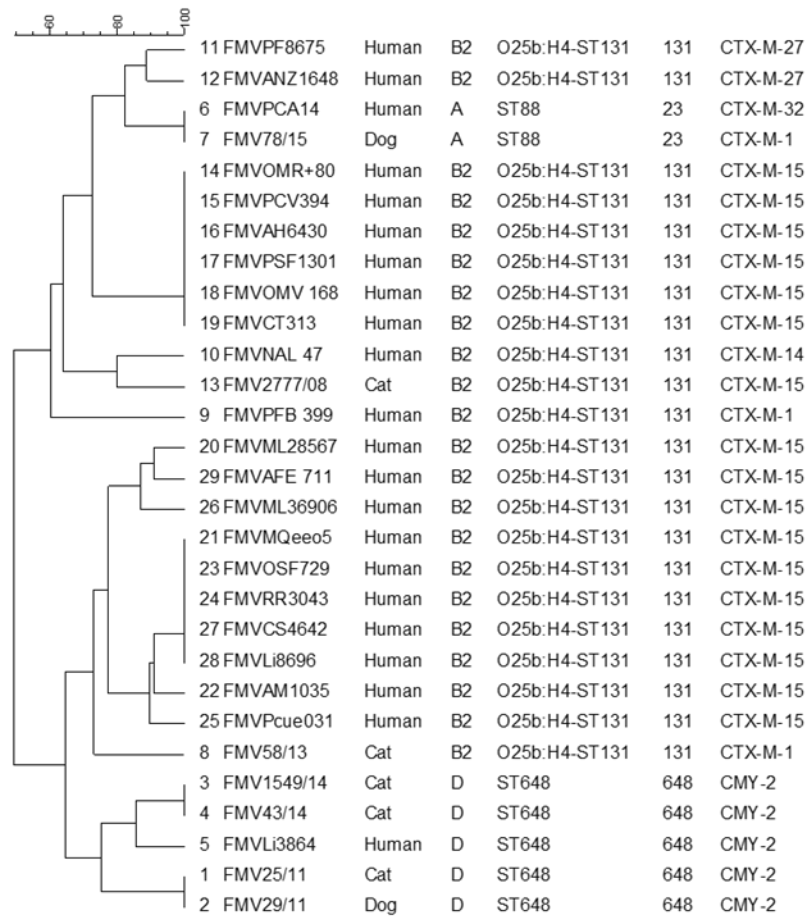 60 80 100
11 FMVPF8675 Human B2 O25b:H4-ST131 131 CTX-M-27
12 FMVANZ1648 Human B2 O25b:H4-ST131 131 CTX-M-27
6 FMVPCA14 Human A ST88 23 CTX-M-32
7 FMV78/15 Dog A ST88 23 CTX-M-1
14 FMVOMR+80 Human B2 O25b:H4-ST131 131 CTX-M-15
15 FMVPCV394 Human B2 O25b:H4-ST131 131 CTX-M-15
16 FMVAH6430 Human B2 O25b:H4-ST131 131 CTX-M-15
17 FMVPSF1301 Human B2 O25b:H4-ST131 131 CTX-M-15
18 FMVOMV 168 Human B2 O25b:H4-ST131 131 CTX-M-15
19 FMVCT313 Human B2 O25b:H4-ST131 131 CTX-M-15
10 FMVNAL 47 Human B2 O25b:H4-ST131 131 CTX-M-14
13 FMV2777/08 Cat B2 O25b:H4-ST131 131 CTX-M-15
9 FMVPFB 399 Human B2 O25b:H4-ST131 131 CTX-M-1
20 FMVML28567 Human B2 O25b:H4-ST131 131 CTX-M-15
29 FMVAFE 711 Human B2 O25b:H4-ST131 131 CTX-M-15
26 FMVML36906 Human B2 O25b:H4-ST131 131 CTX-M-15
21 FMVMQeeo5 Human B2 O25b:H4-ST131 131 CTX-M-15
23 FMVOSF729 Human B2 O25b:H4-ST131 131 CTX-M-15
24 FMVRR3043 Human B2 O25b:H4-ST131 131 CTX-M-15
27 FMVCS4642 Human B2 O25b:H4-ST131 131 CTX-M-15
28 FMVLi8696 Human B2 O25b:H4-ST131 131 CTX-M-15
22 FMVAM1035 Human B2 O25b:H4-ST131 131 CTX-M-15
25 FMVPcue031 Human B2 O25b:H4-ST131 131 CTX-M-15
8 FMV58/13 Cat B2 O25b:H4-ST131 131 CTX-M-1
3 FMV1549/14 Cat D ST648 648 CMY-2
4 FMV43/14 Cat D ST648 648 CMY-2
5 FMVLi3864 Human D ST648 648 CMY-2
1 FMV25/11 Cat D ST648 648 CMY-2
2 FMV29/11 Dog D ST648 648 CMY-2